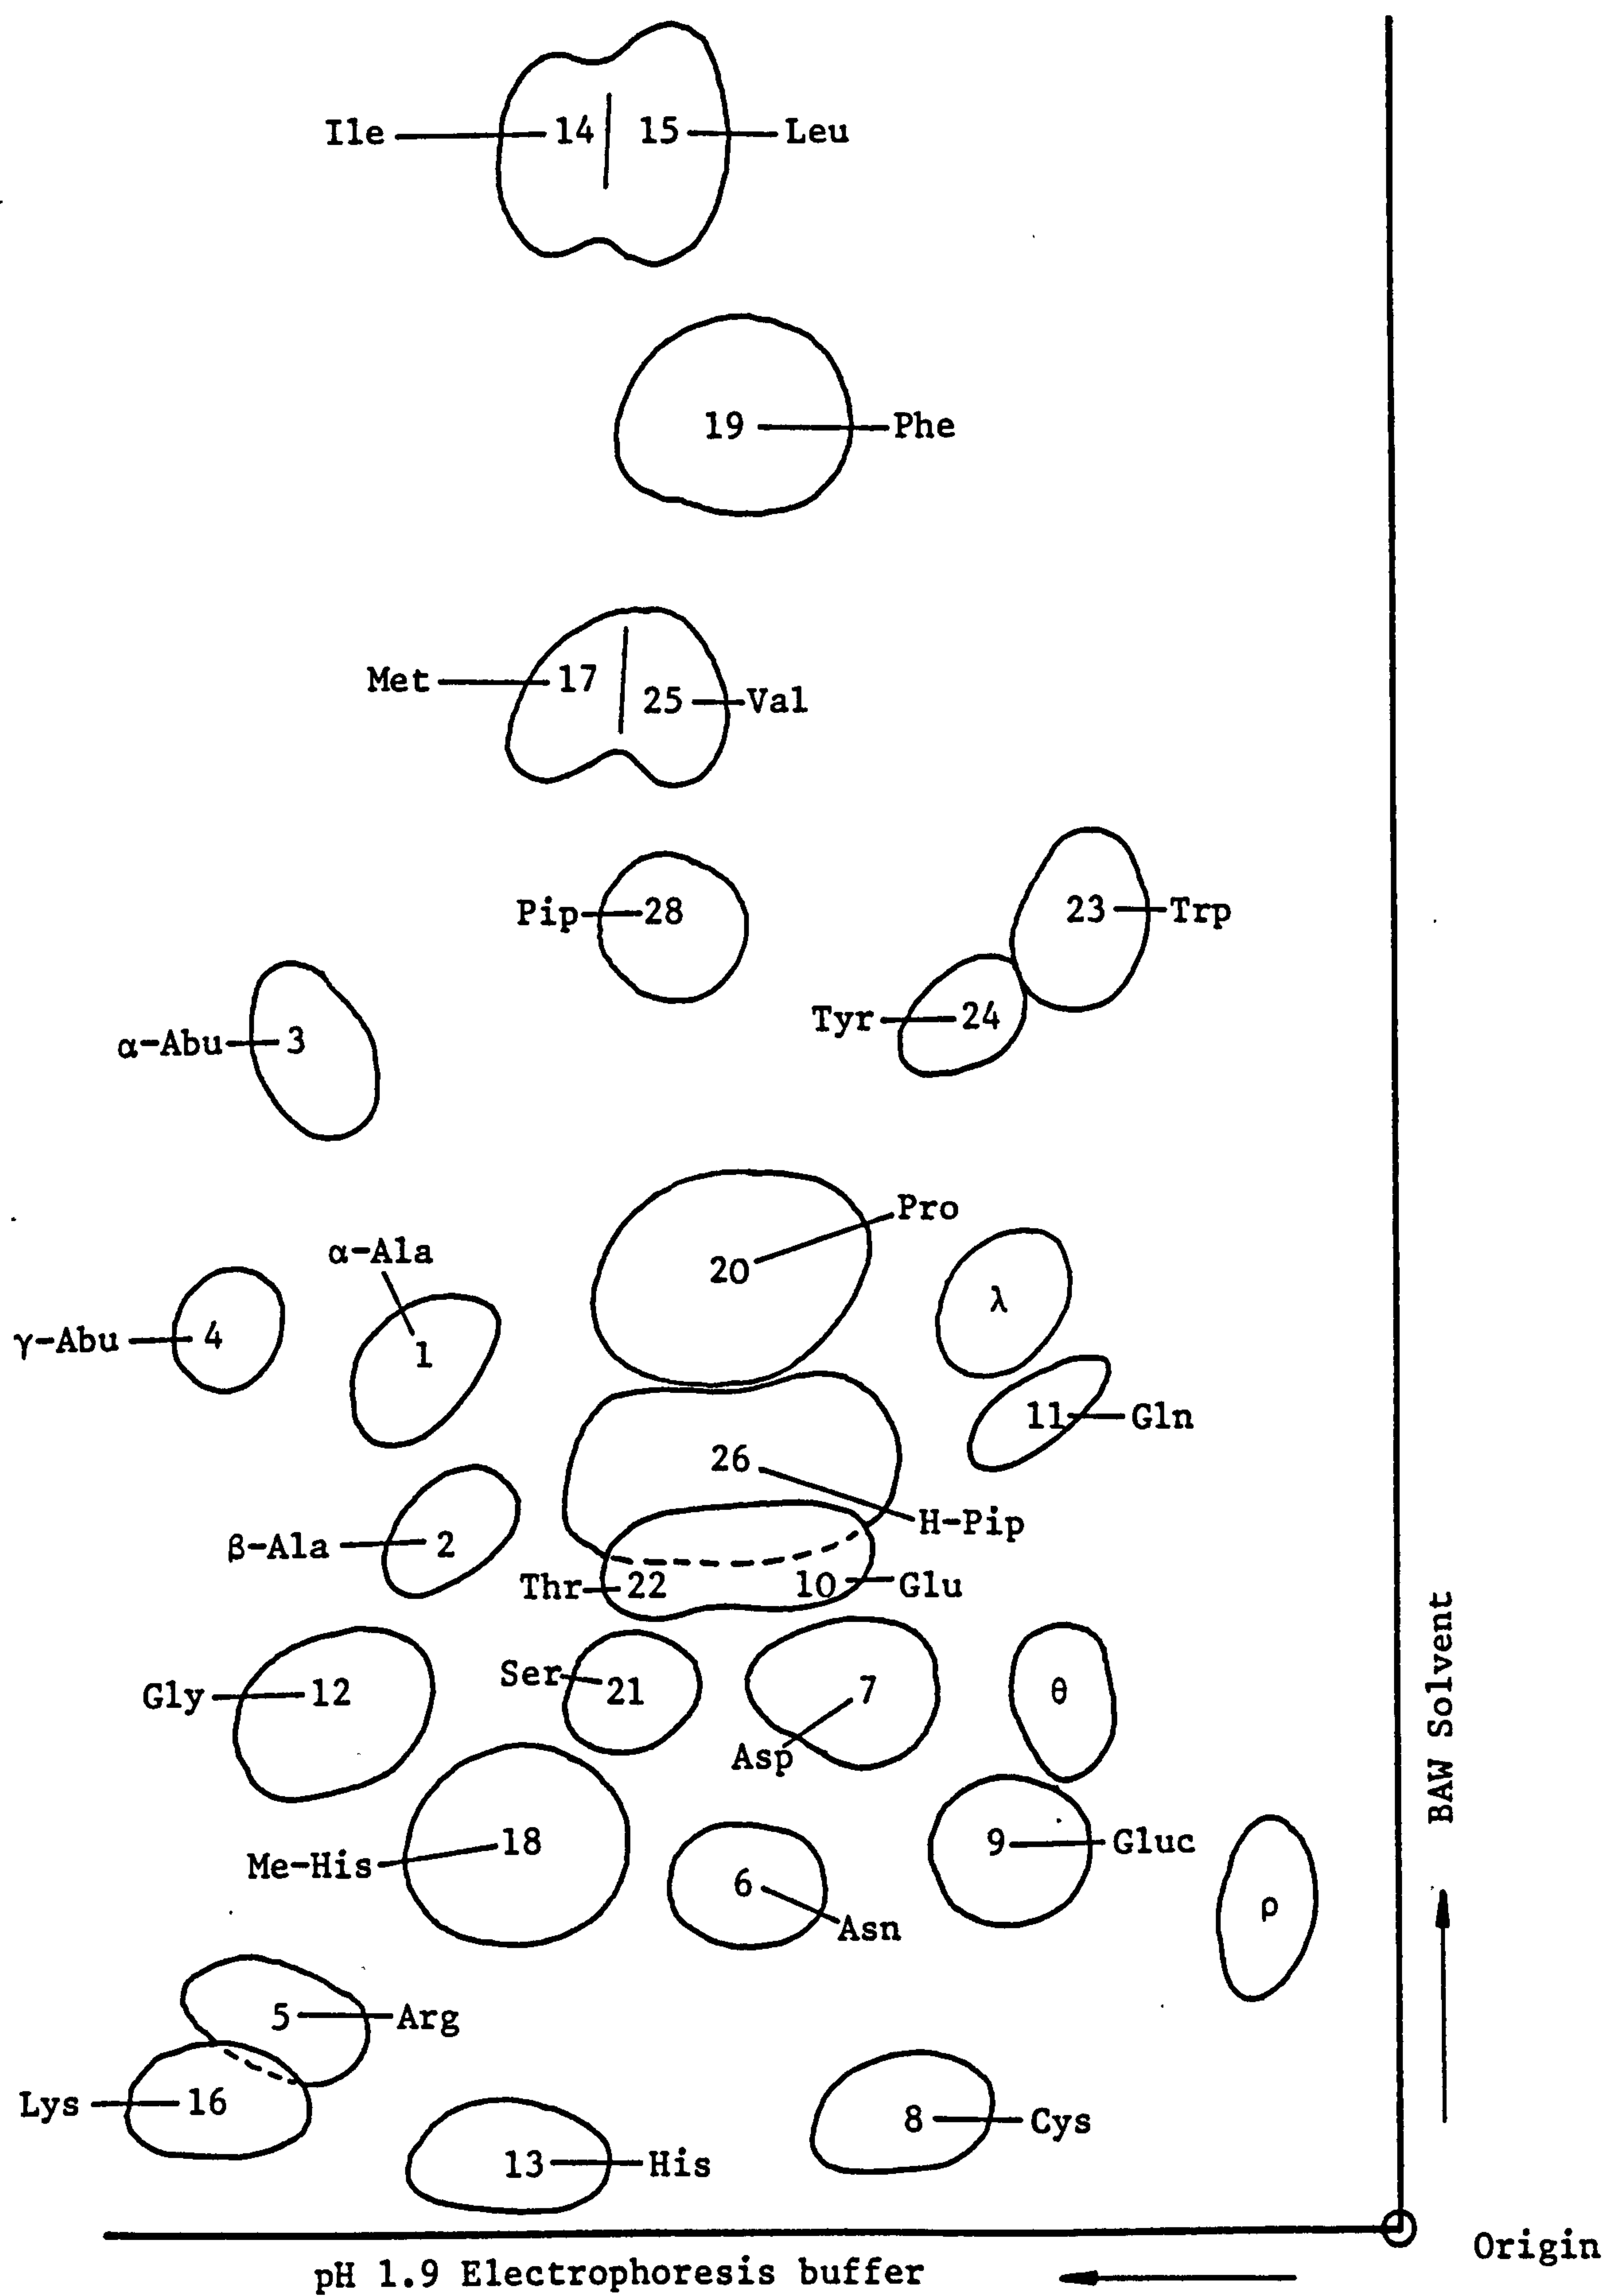 Ile 14 15 Leu
19 Phe
Met 17 25 Val
Pip 28 23 Trp
Tyr 24
α-Abu 3
Pro
α-Ala 20 λ
γ-Abu 4 1
11 Gln
26
β-Ala 2 H-Pip
Thr 22 10 Glu
Gly 12 Ser 21 7 θ
Asp
Me-His 18 6 9 Gluc
Asn ρ
5 Arg
Lys 16 8 Cys
13 His
BAW Solvent
Origin
pH 1.9 Electrophoresis buffer